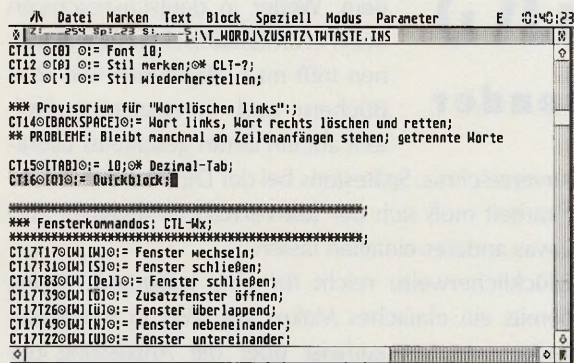 Datei Marken Text Block Speziell Modus Parameter E 10:40:23
Z: 254 Sp: 23 S: E:\T_WORDJ\ZUSATZ\TWTASTE.INS
CTI1 ⊙[0] ⊙:= Font 10;
CTI2 ⊙[ß] ⊙:= Stil merken;⊙* CLT-?;
CTI3 ⊙['] ⊙:= Stil wiederherstellen;
*** Provisorium für "Wortlöschen links";;
CT14⊙[BACKSPACE]⊙:= Wort links, Wort rechts löschen und retten;
** PROBLEME: Bleibt manchmal an Zeilenanfängen stehen; getrennte Worte
CT15⊙[TAB]⊙:= 10;⊙* Dezimal-Tab;
CT16⊙[Q]⊙:= Quickblock;
*** Fensterkommandos: CTL-Wx;
CT17T17⊙[W][W]⊙:= Fenster wechseln;
CT17T31⊙[W][S]⊙:= Fenster schließen;
CT17T83⊙[W][Del]⊙:= Fenster schließen;
CT17T39⊙[W][Ö]⊙:= Zusatzfenster öffnen;
CT17T26⊙[W][Ü]⊙:= Fenster überlappend;
CT17T49⊙[W][N]⊙:= Fenster nebeneinander;
CT17T22⊙[W][U]⊙:= Fenster untereinander;